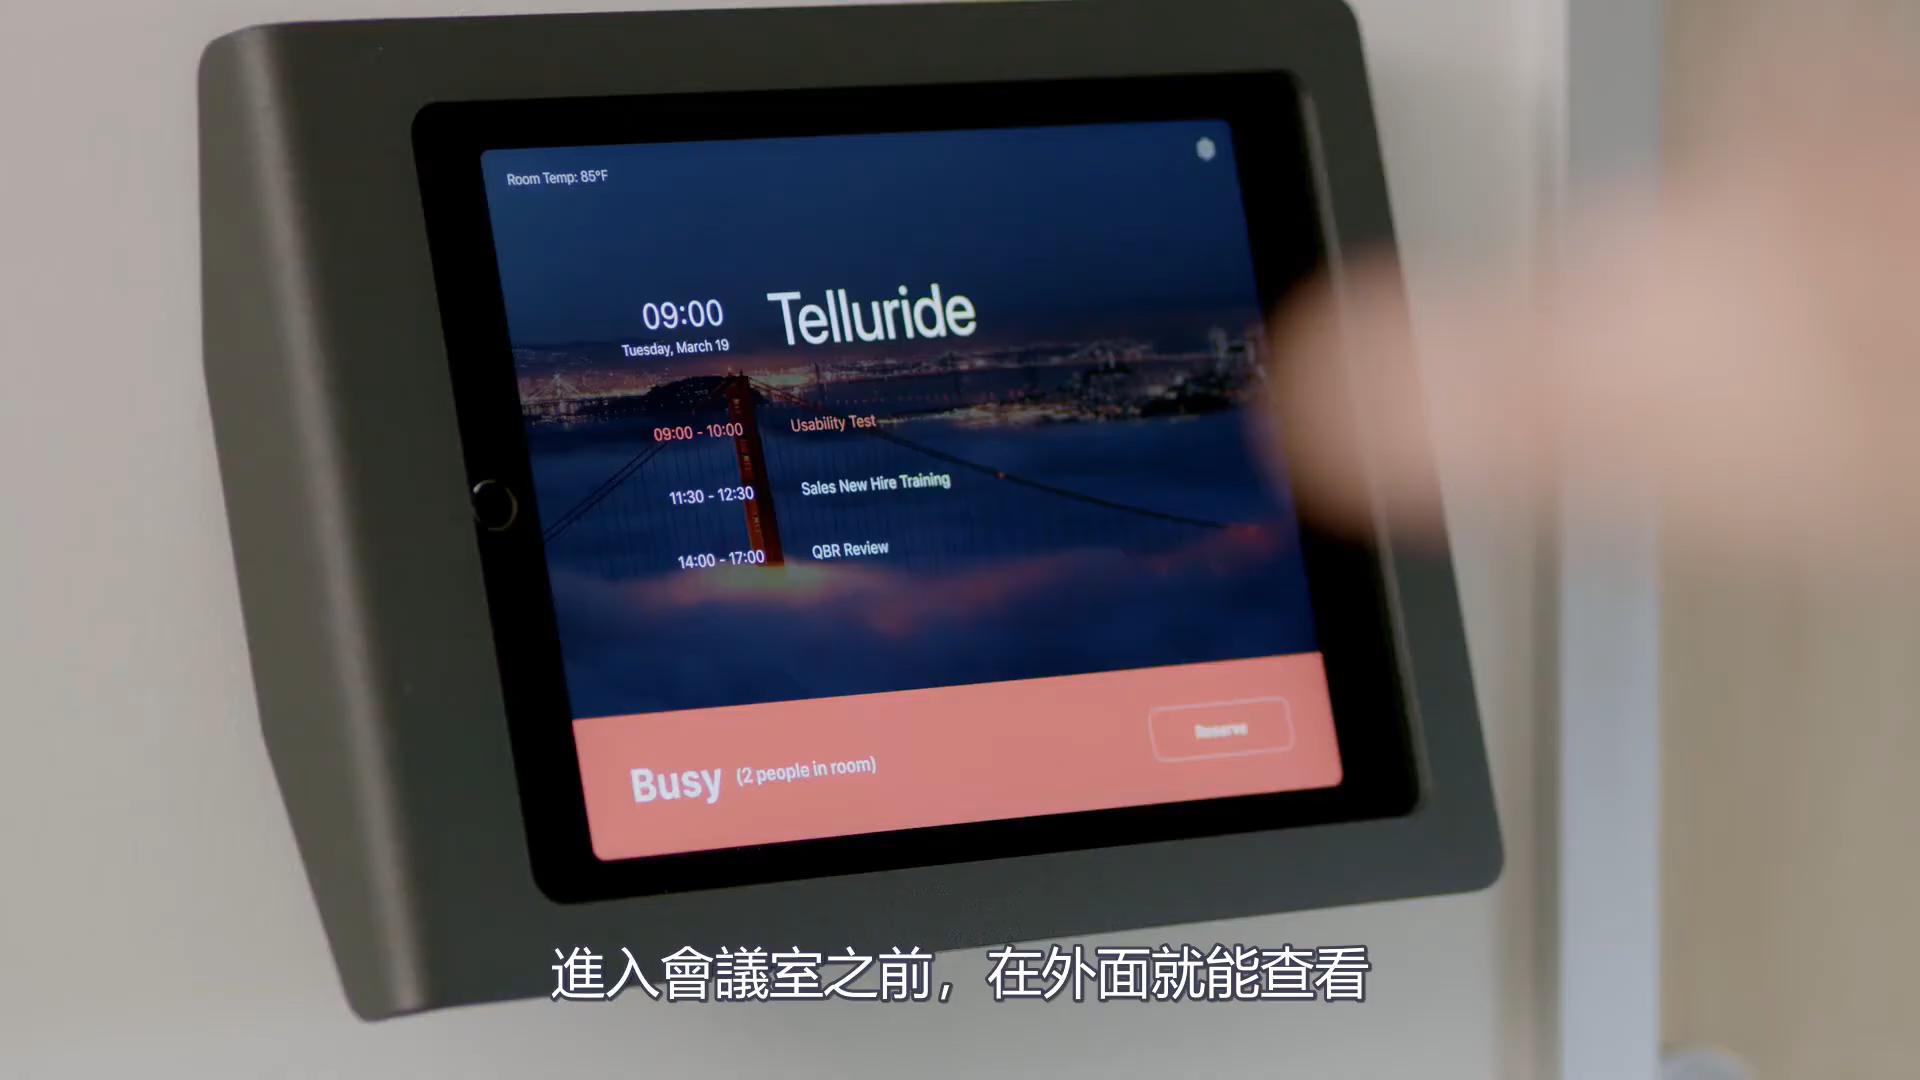 Room Temp: 85°F
09:00
Tuesday, March 19
Telluride
09:00 - 10:00 Usability Test
11:30 - 12:30 Sales New Hire Training
14:00 - 17:00 QBR Review
Busy (2 people in room)
Reserve
進入會議室之前，在外面就能查看